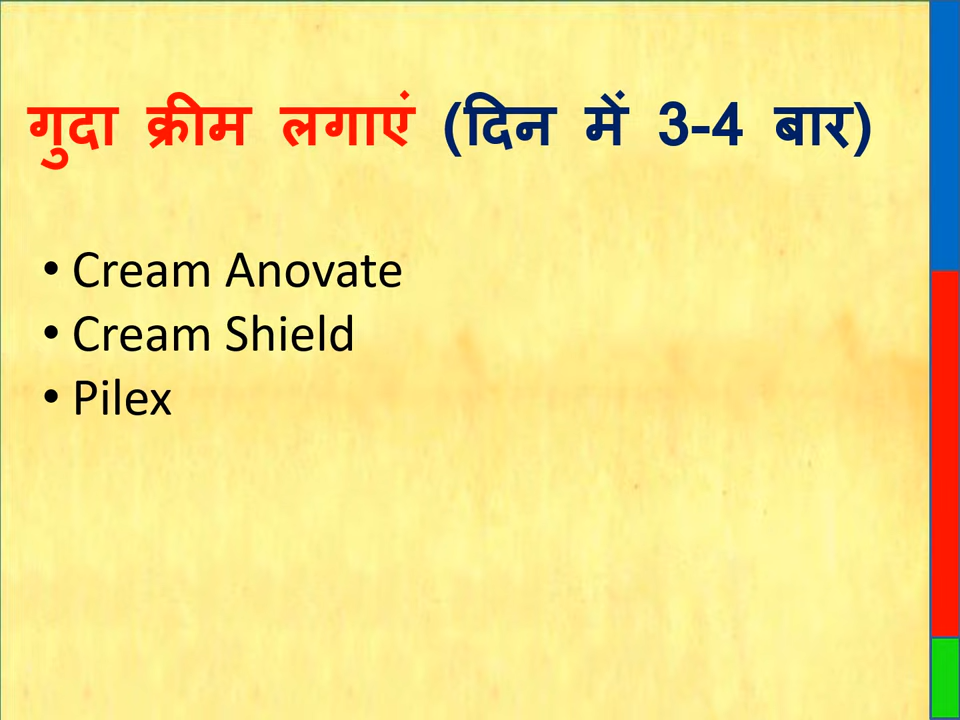 गुदा क्रीम लगाएं (दिन में 3-4 बार)
• Cream Anovate
• Cream Shield
• Pilex